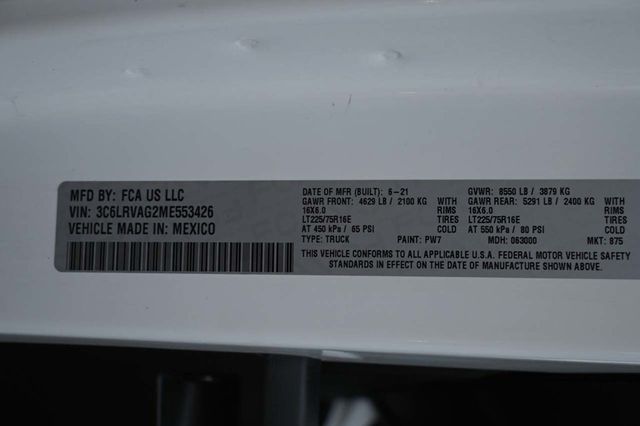 MFD BY: FCA US LLC
VIN: 3C6LRVAG2ME553426
VEHICLE MADE IN: MEXICO
DATE OF MFR (BUILT): 6-21 GVWR: 8550 LB / 3879 KG
GAWR FRONT: 4629 LB / 2100 KG WITH GAWR REAR: 5291 LB / 2400 KG WITH
16X6.0 RIMS 16X6.0 RIMS
LT225/75R16E TIRES LT225/75R16E TIRES
AT 450 kPa / 65 PSI COLD AT 550 kPa / 80 PSI COLD
TYPE: TRUCK PAINT: PW7 MDH: 063000 MKT: 875
THIS VEHICLE CONFORMS TO ALL APPLICABLE U.S.A. FEDERAL MOTOR VEHICLE SAFETY
STANDARDS IN EFFECT ON THE DATE OF MANUFACTURE SHOWN ABOVE.